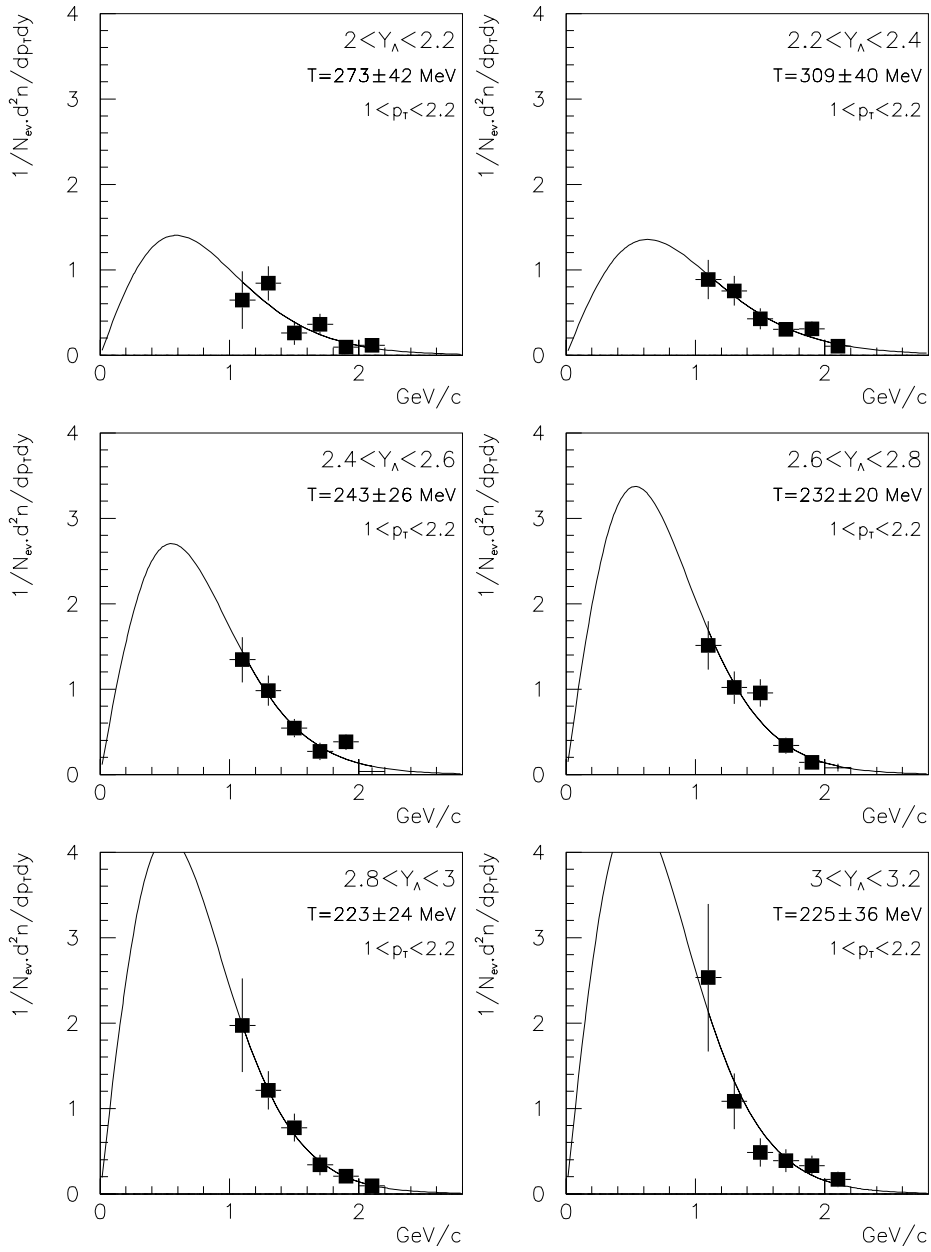 1/N_ev.d²n/dp_Tdy
4
3
2
1
0
2<Y_Λ<2.2
T=273±42 MeV
1<p_T<2.2
0 1 2
GeV/c
1/N_ev.d²n/dp_Tdy
4
3
2
1
0
2.2<Y_Λ<2.4
T=309±40 MeV
1<p_T<2.2
0 1 2
GeV/c
1/N_ev.d²n/dp_Tdy
4
3
2
1
0
2.4<Y_Λ<2.6
T=243±26 MeV
1<p_T<2.2
0 1 2
GeV/c
1/N_ev.d²n/dp_Tdy
4
3
2
1
0
2.6<Y_Λ<2.8
T=232±20 MeV
1<p_T<2.2
0 1 2
GeV/c
1/N_ev.d²n/dp_Tdy
4
3
2
1
0
2.8<Y_Λ<3
T=223±24 MeV
1<p_T<2.2
0 1 2
GeV/c
1/N_ev.d²n/dp_Tdy
4
3
2
1
0
3<Y_Λ<3.2
T=225±36 MeV
1<p_T<2.2
0 1 2
GeV/c